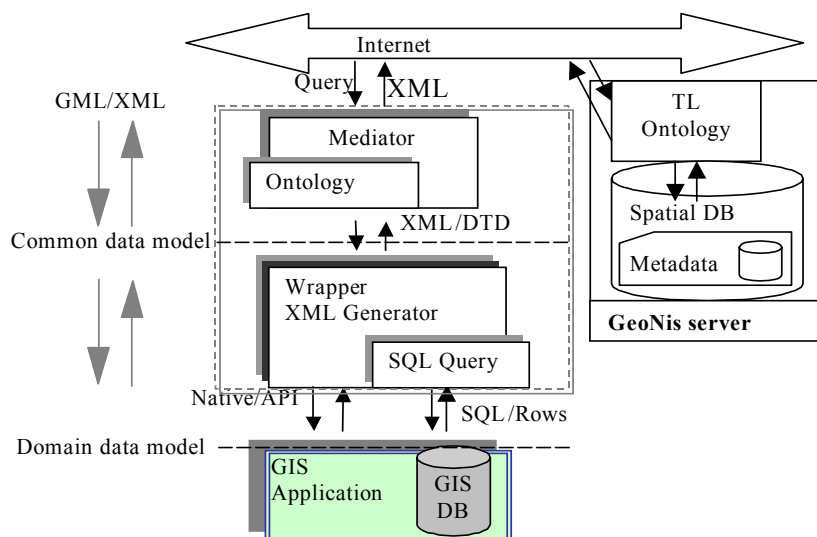 Internet
Query
XML
GML/XML
TL
Ontology
Mediator
Ontology
XML/DTD
Spatial DB
Common data model
Metadata
Wrapper
XML Generator
GeoNis server
SQL Query
Native/API
SQL/Rows
Domain data model
GIS
Application
GIS
DB